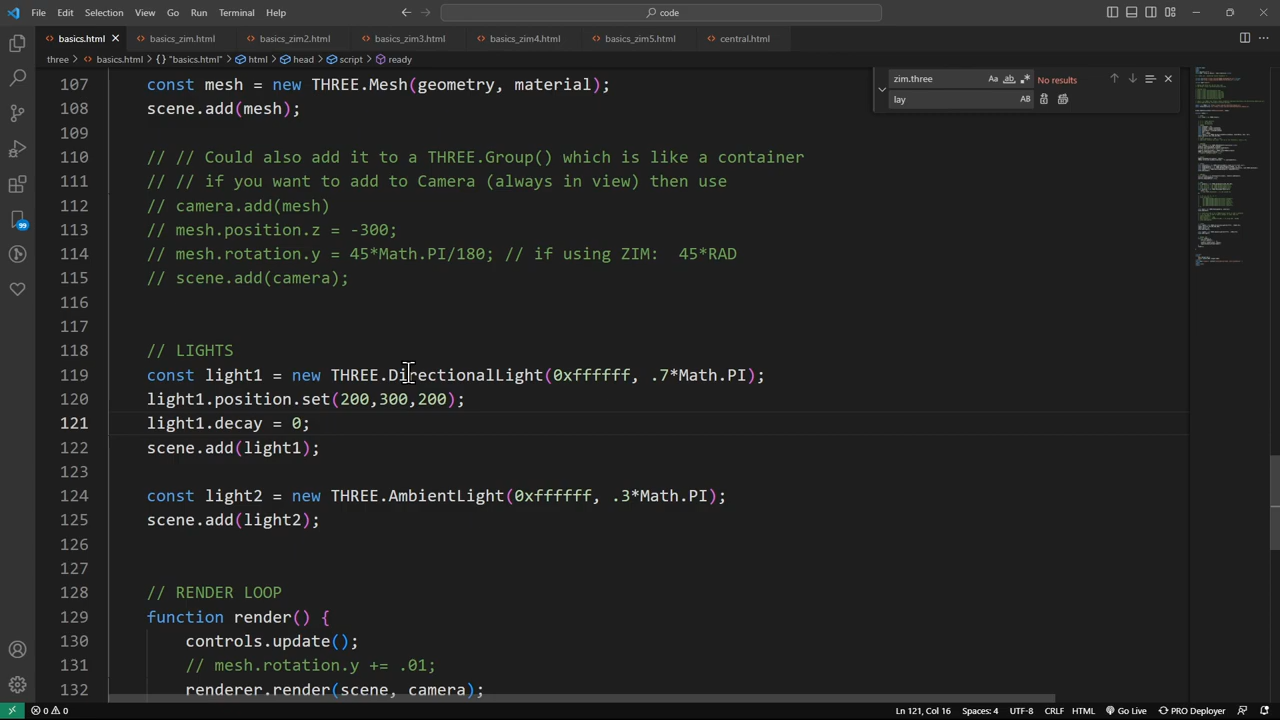 File Edit Selection View Go Run Terminal Help
code
basics.html basics_zim.html basics_zim2.html basics_zim3.html basics_zim4.html basics_zim5.html central.html
three > basics.html > {} "basics.html" > html > head > script > ready
zim.three Aa ab .* No results
lay AB
107 const mesh = new THREE.Mesh(geometry, material);
108 scene.add(mesh);
109
110 // // Could also add it to a THREE.Group() which is like a container
111 // // if you want to add to Camera (always in view) then use
112 // camera.add(mesh)
113 // mesh.position.z = -300;
114 // mesh.rotation.y = 45*Math.PI/180; // if using ZIM:  45*RAD
115 // scene.add(camera);
116
117
118 // LIGHTS
119 const light1 = new THREE.DirectionalLight(0xffffff, .7*Math.PI);
120 light1.position.set(200,300,200);
121 light1.decay = 0;
122 scene.add(light1);
123
124 const light2 = new THREE.AmbientLight(0xffffff, .3*Math.PI);
125 scene.add(light2);
126
127
128 // RENDER LOOP
129 function render() {
130 controls.update();
131 // mesh.rotation.y += .01;
132 renderer.render(scene, camera);
99
0 0 Ln 121, Col 16 Spaces: 4 UTF-8 CRLF HTML Go Live PRO Deployer